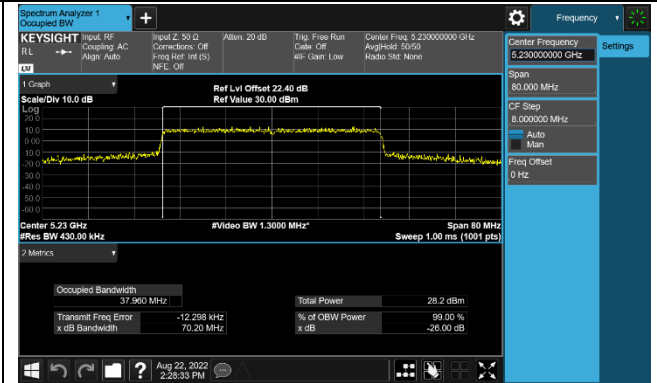 Spectrum Analyzer 1
Occupied BW
+
Frequency
KEYSIGHT Input: RF Input Z: 50 Ω Atten: 20 dB Trig: Free Run Center Freq: 5.230000000 GHz
RL Coupling: AC Corrections: Off Gate: Off Avg|Hold: 50/50
Align: Auto Freq Ref: Int (S) #IF Gain: Low Radio Std: None
LXI NFE: Off
Center Frequency
5.230000000 GHz
Settings
Span
80.000 MHz
CF Step
8.000000 MHz
Auto
Man
Freq Offset
0 Hz
1 Graph
Ref Lvl Offset 22.40 dB
Scale/Div 10.0 dB Ref Value 30.00 dBm
Log
20.0
10.0
0.00
-10.0
-20.0
-30.0
-40.0
-50.0
-60.0
Center 5.23 GHz #Video BW 1.3000 MHz* Span 80 MHz
#Res BW 430.00 kHz Sweep 1.00 ms (1001 pts)
2 Metrics
Occupied Bandwidth
37.960 MHz Total Power 28.2 dBm
Transmit Freq Error -12.298 kHz % of OBW Power 99.00 %
x dB Bandwidth 70.20 MHz x dB -26.00 dB
? Aug 22, 2022
2:28:33 PM